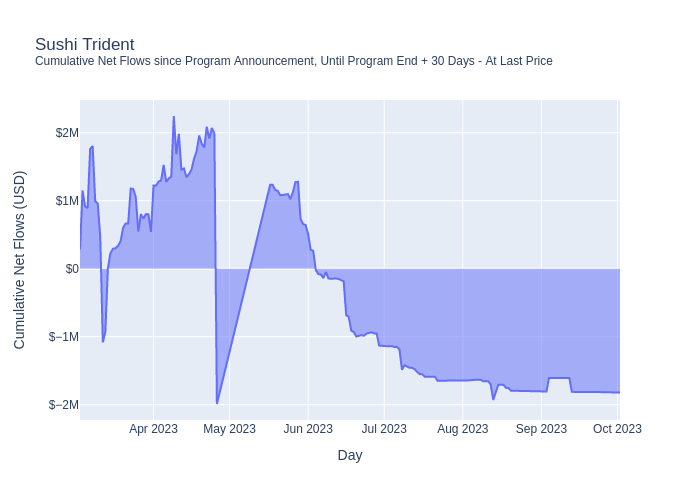 Sushi Trident
Cumulative Net Flows since Program Announcement, Until Program End + 30 Days - At Last Price
$2M
$1M
$0
$−1M
$−2M
Cumulative Net Flows (USD)
Apr 2023 May 2023 Jun 2023 Jul 2023 Aug 2023 Sep 2023 Oct 2023
Day